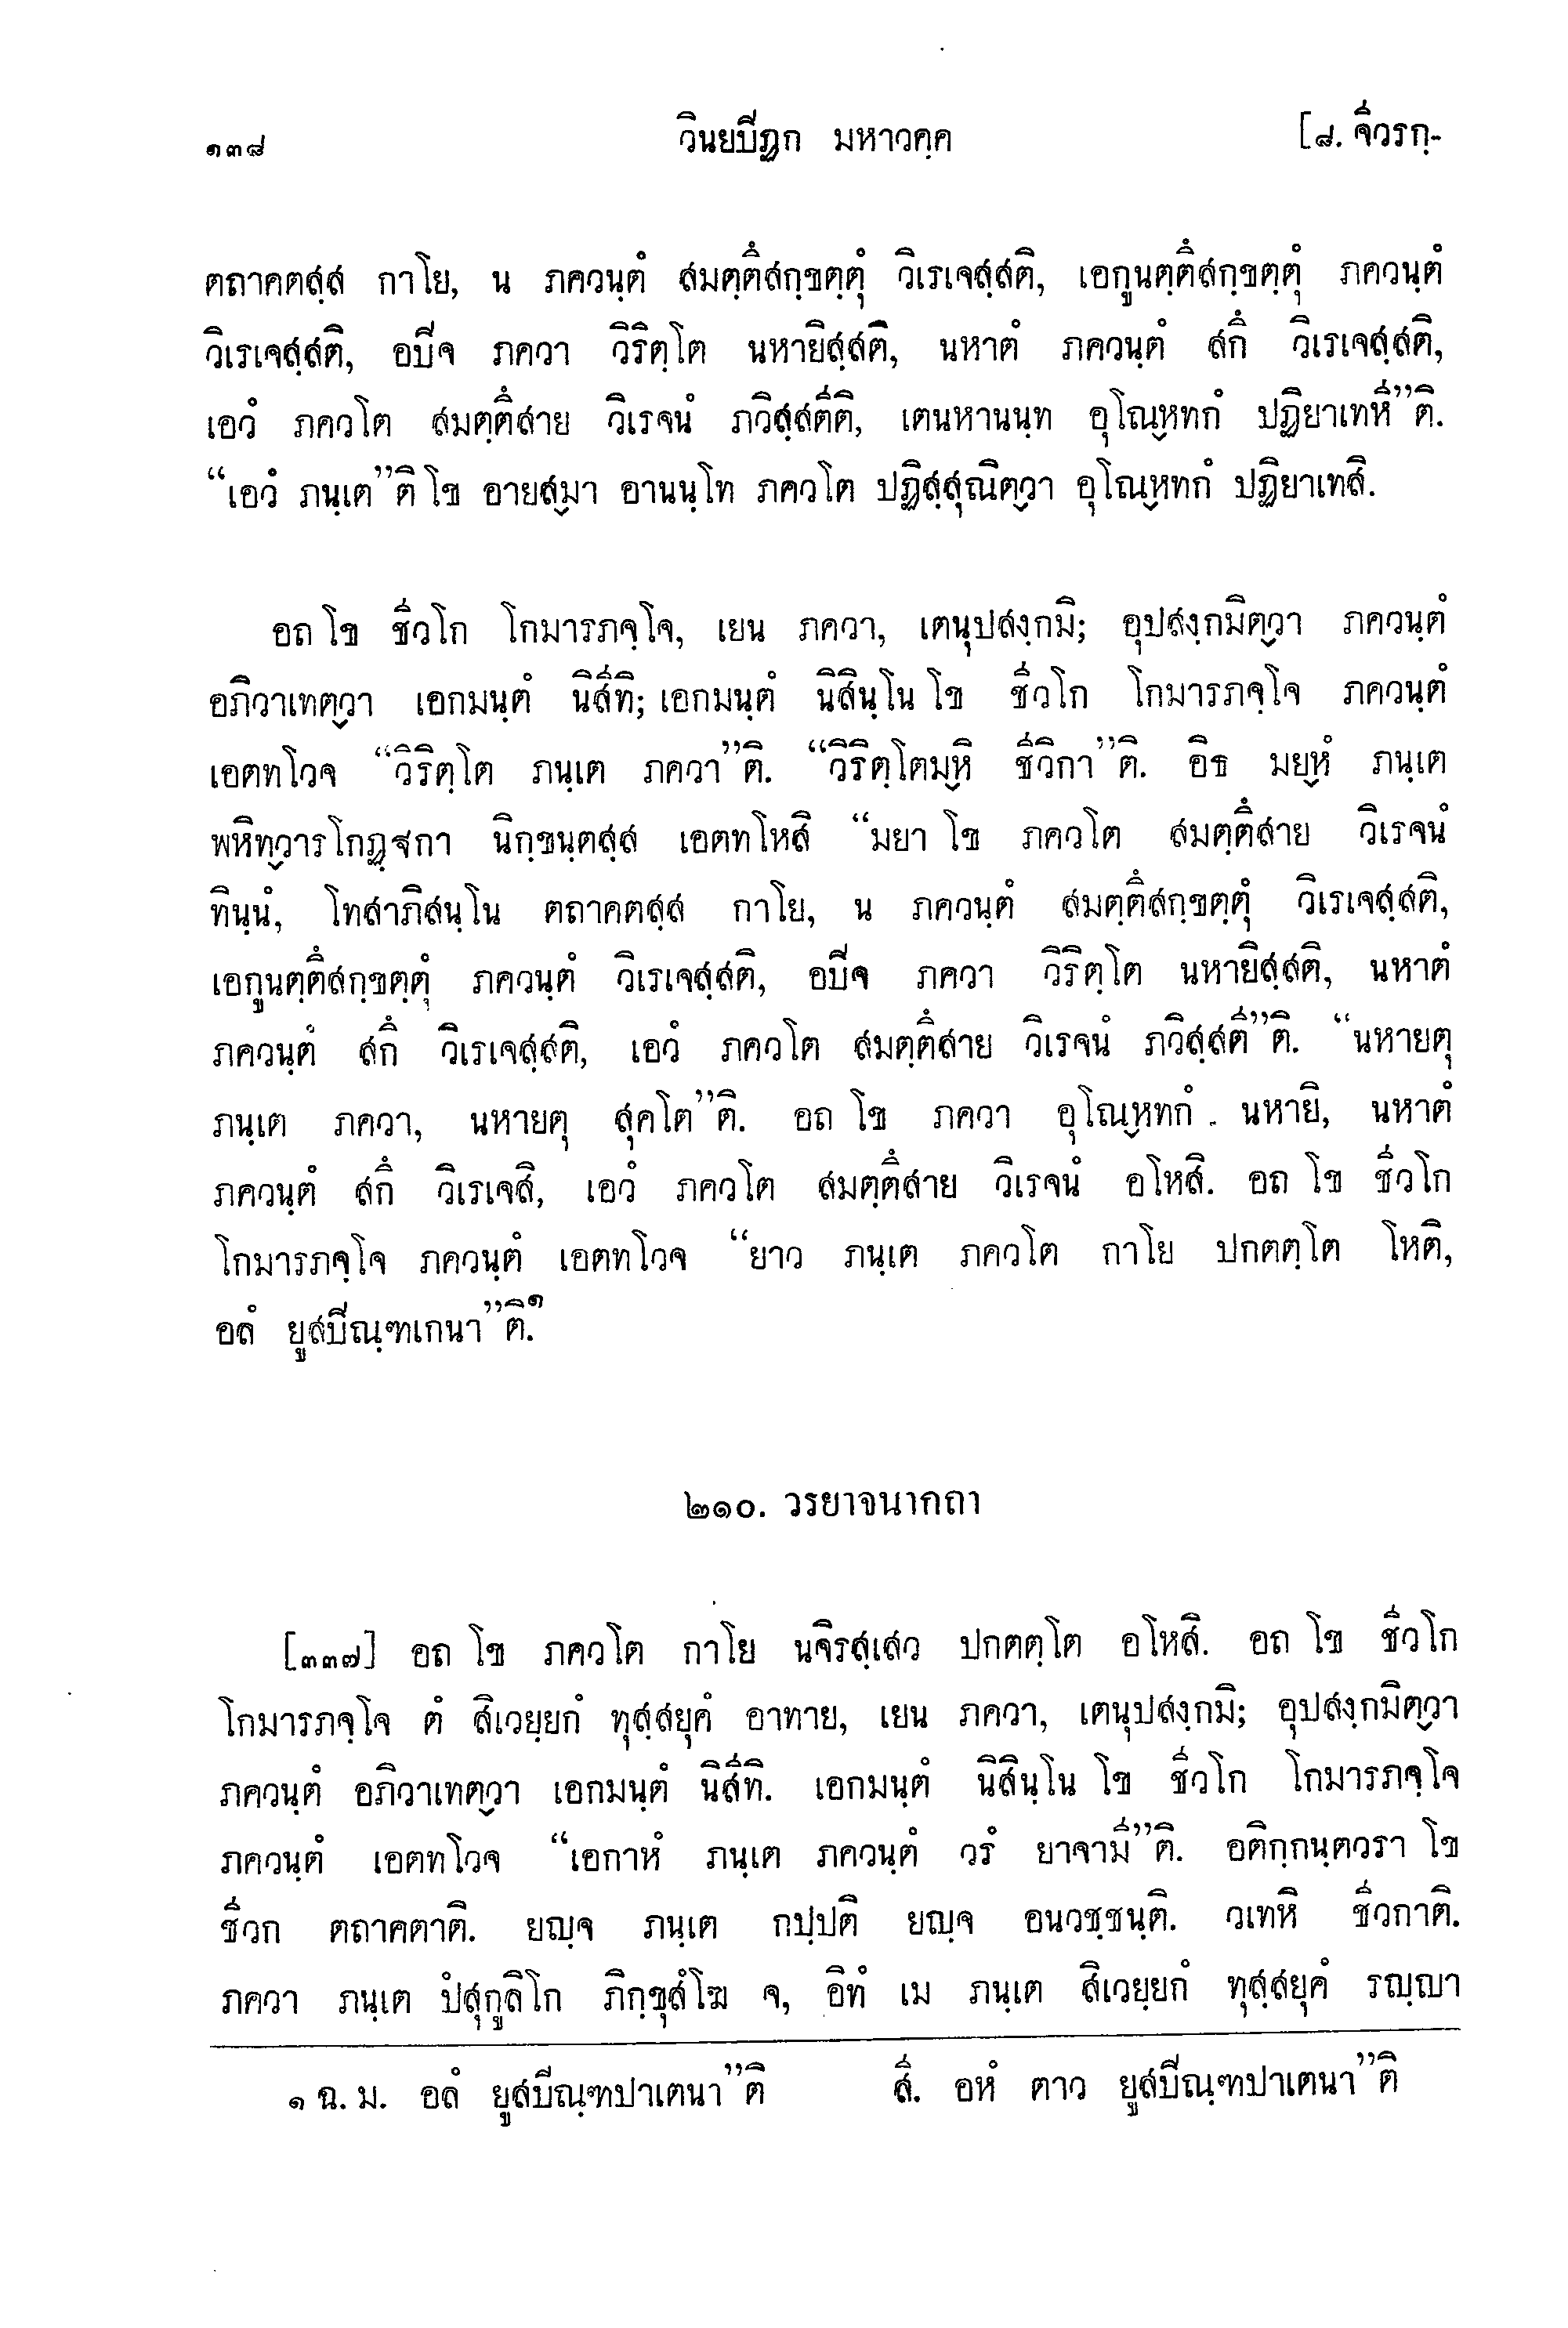 ๑๓๘ วินยปิฏก มหาวคฺค [๘. จีวรกฺ-
ตถาคตสฺส กาโย, น ภควนฺตํ สมตฺตึสกฺขตฺตุํ วิเรเจสฺสติ, เอกูนตฺตึสกฺขตฺตุํ ภควนฺตํ
วิเรเจสฺสติ, อปิจ ภควา วิริตฺโต นหายิสฺสติ, นหาตํ ภควนฺตํ สกึ วิเรเจสฺสติ,
เอวํ ภควโต สมตฺตึสาย วิเรจนํ ภวิสฺสตีติ, เตนหานนฺท อุโณฺหทกํ ปฏิยาเทหี”ติ.
“เอวํ ภนฺเต”ติ โข อายสฺมา อานนฺโท ภควโต ปฏิสฺสุณิตฺวา อุโณฺหทกํ ปฏิยาเทสิ.
อถ โข ชีวโก โกมารภจฺโจ, เยน ภควา, เตนุปสงฺกมิ; อุปสงฺกมิตฺวา ภควนฺตํ
อภิวาเทตฺวา เอกมนฺตํ นิสีทิ; เอกมนฺตํ นิสินฺโน โข ชีวโก โกมารภจฺโจ ภควนฺตํ
เอตทโวจ “วิริตฺโต ภนฺเต ภควา”ติ. “วิริตฺโตมฺหิ ชีวิกา”ติ. อิธ มยฺหํ ภนฺเต
พหิทฺวารโกฏฺฐกา นิกฺขนฺตสฺส เอตทโหสิ “มยา โข ภควโต สมตฺตึสาย วิเรจนํ
ทินฺนํ, โทสาภิสนฺโน ตถาคตสฺส กาโย, น ภควนฺตํ สมตฺตึสกฺขตฺตุํ วิเรเจสฺสติ,
เอกูนตฺตึสกฺขตฺตุํ ภควนฺตํ วิเรเจสฺสติ, อปิจ ภควา วิริตฺโต นหายิสฺสติ, นหาตํ
ภควนฺตํ สกึ วิเรเจสฺสติ, เอวํ ภควโต สมตฺตึสาย วิเรจนํ ภวิสฺสตี”ติ. “นหายตุ
ภนฺเต ภควา, นหายตุ สุคโต”ติ. อถ โข ภควา อุโณฺหทกํ นหายิ, นหาตํ
ภควนฺตํ สกึ วิเรเจสิ, เอวํ ภควโต สมตฺตึสาย วิเรจนํ อโหสิ. อถ โข ชีวโก
โกมารภจฺโจ ภควนฺตํ เอตทโวจ “ยาว ภนฺเต ภควโต กาโย ปกตตฺโต โหติ,
อลํ ยูสปิณฺฑเกนา”ติ.๑
๒๑๐. วรยาจนากถา
[๓๓๗] อถ โข ภควโต กาโย นจิรสฺเสว ปกตตฺโต อโหสิ. อถ โข ชีวโก
โกมารภจฺโจ ตํ สิเวยฺยกํ ทุสฺสยุคํ อาทาย, เยน ภควา, เตนุปสงฺกมิ; อุปสงฺกมิตฺวา
ภควนฺตํ อภิวาเทตฺวา เอกมนฺตํ นิสีทิ. เอกมนฺตํ นิสินฺโน โข ชีวโก โกมารภจฺโจ
ภควนฺตํ เอตทโวจ “เอกาหํ ภนฺเต ภควนฺตํ วรํ ยาจามี”ติ. อติกฺกนฺตวรา โข
ชีวก ตถาคตาติ. ยญฺจ ภนฺเต กปฺปติ ยญฺจ อนวชฺชนฺติ. วเทหิ ชีวกาติ.
ภควา ภนฺเต ปํสุกูลิโก ภิกฺขุสํโฆ จ, อิทํ เม ภนฺเต สิเวยฺยกํ ทุสฺสยุคํ รญฺญา
๑ ฉ. ม. อลํ ยูสปิณฺฑปาเตนา”ติ สี. อหํ ตาว ยูสปิณฺฑปาเตนา”ติ